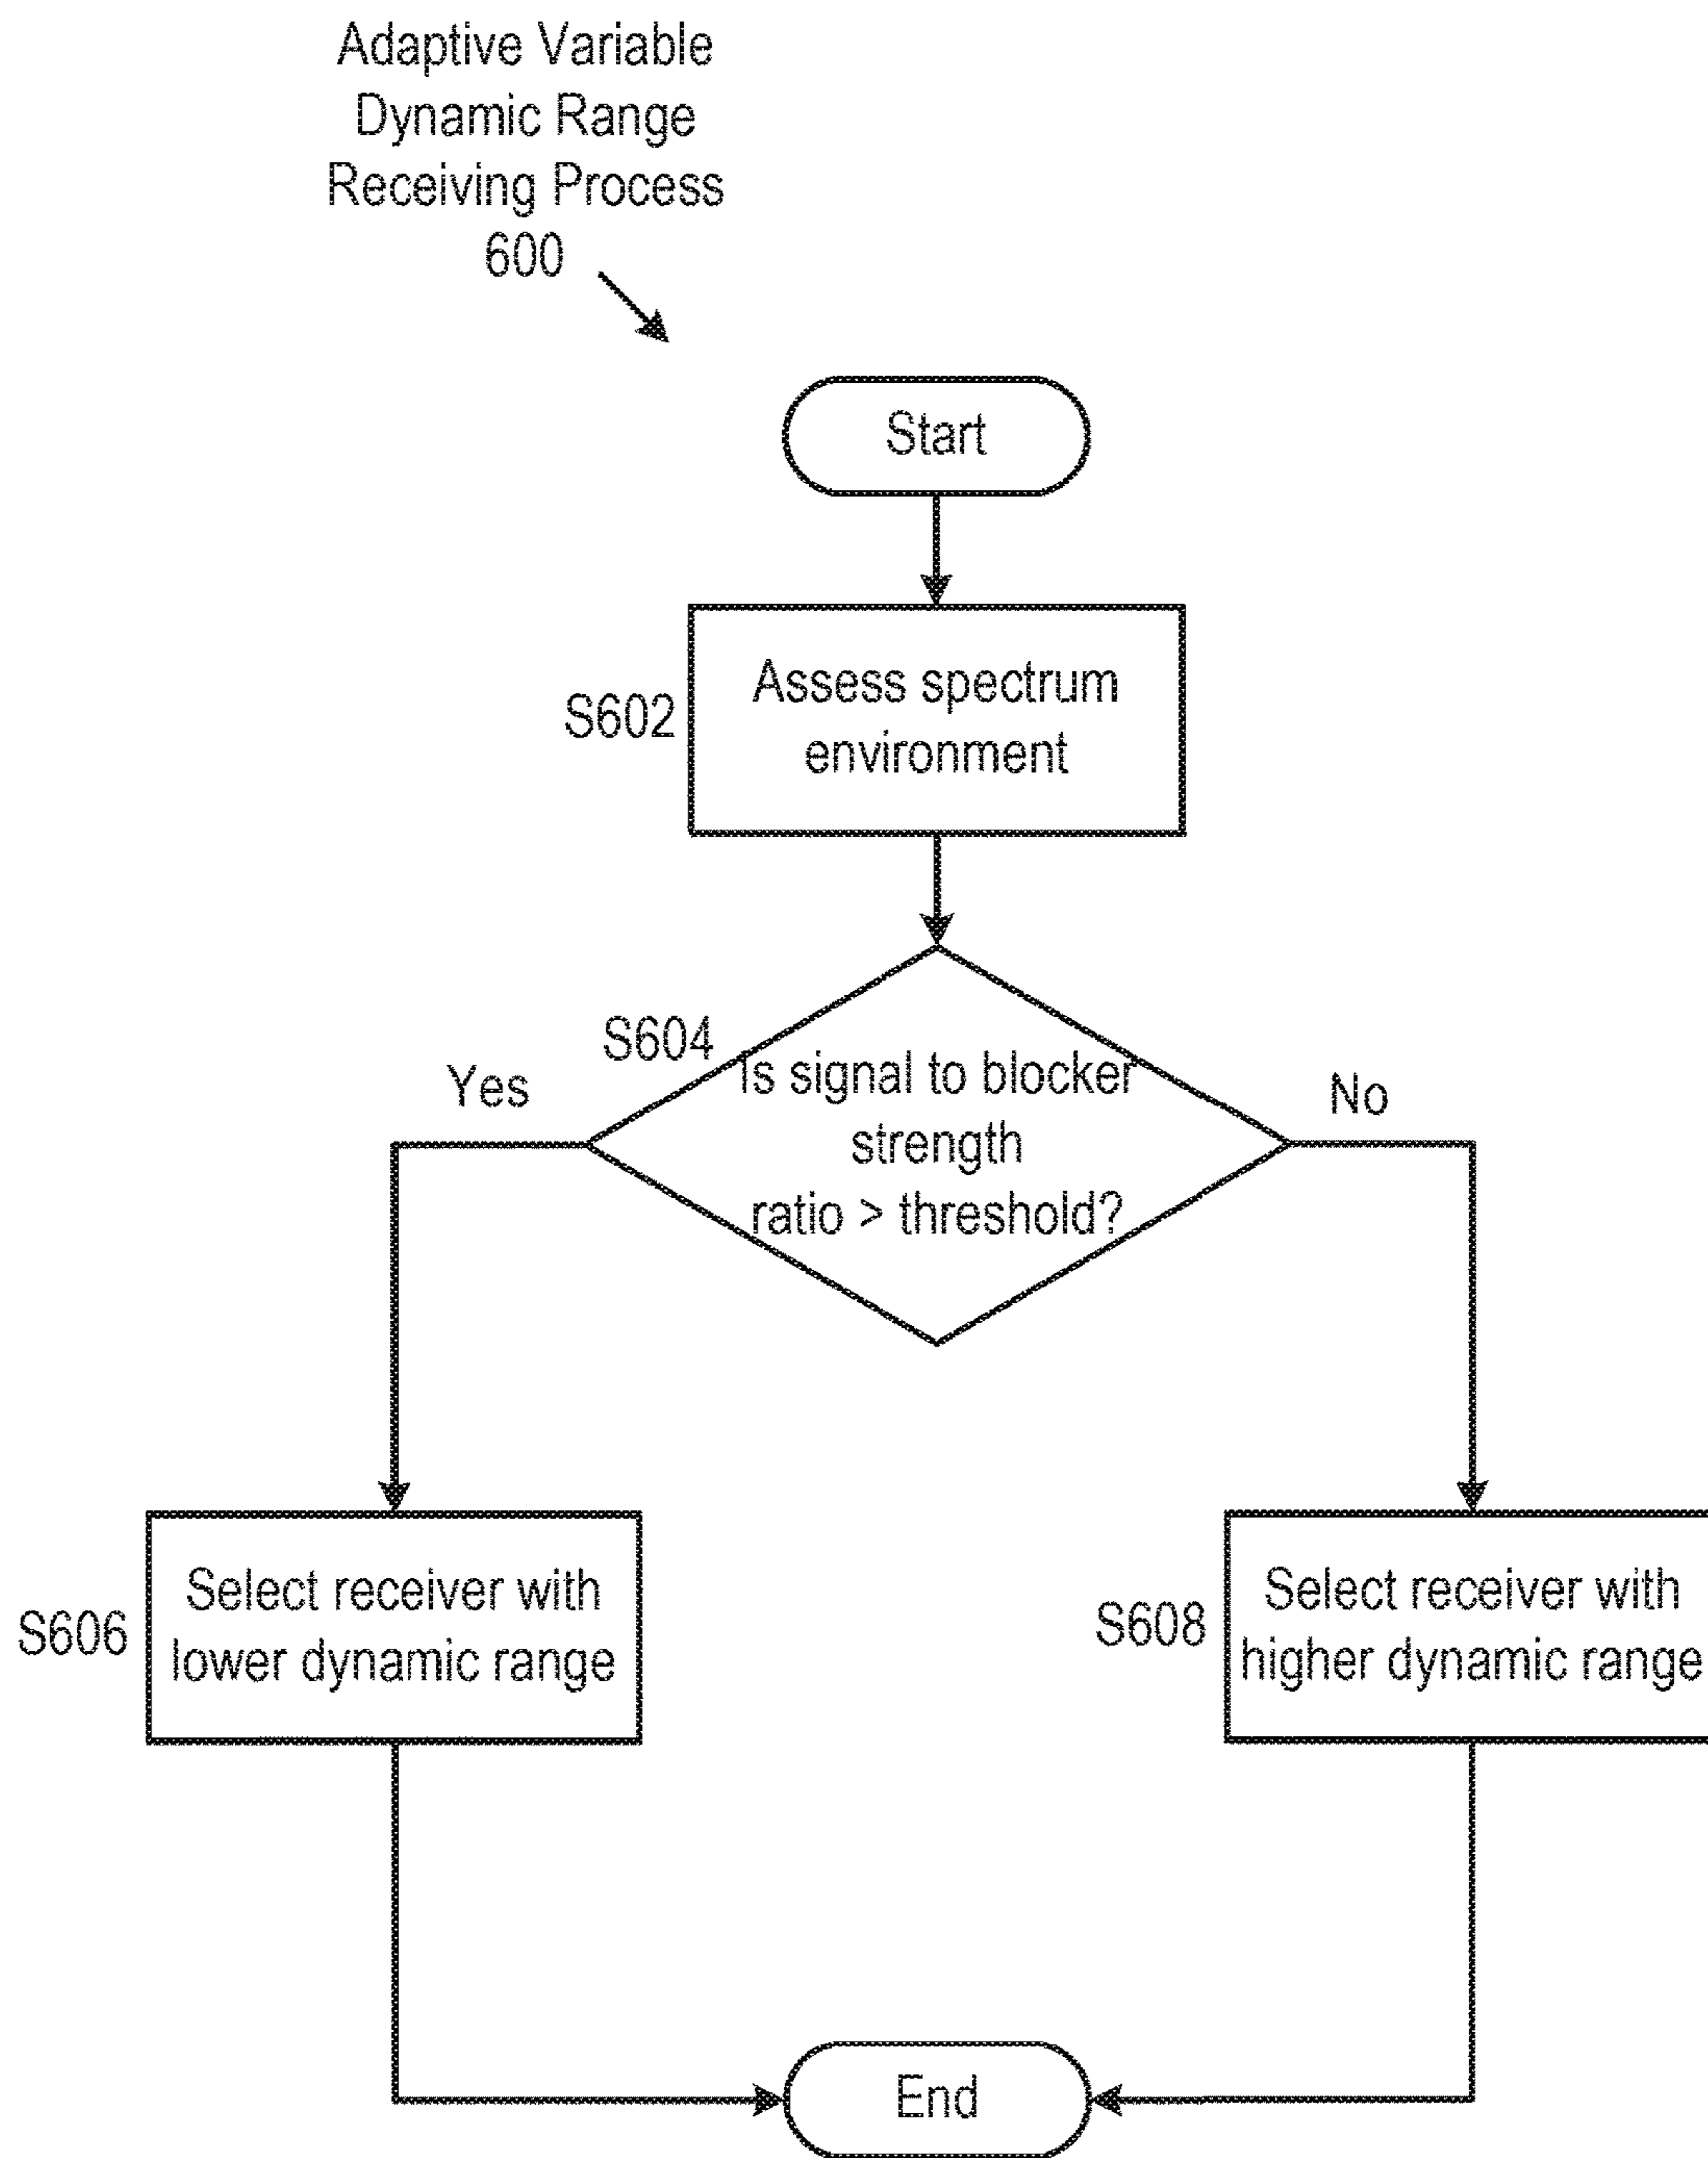 Adaptive Variable
Dynamic Range
Receiving Process
600
Start
S602
Assess spectrum
environment
S604
Is signal to blocker
strength
ratio > threshold?
Yes
No
S606
Select receiver with
lower dynamic range
S608
Select receiver with
higher dynamic range
End